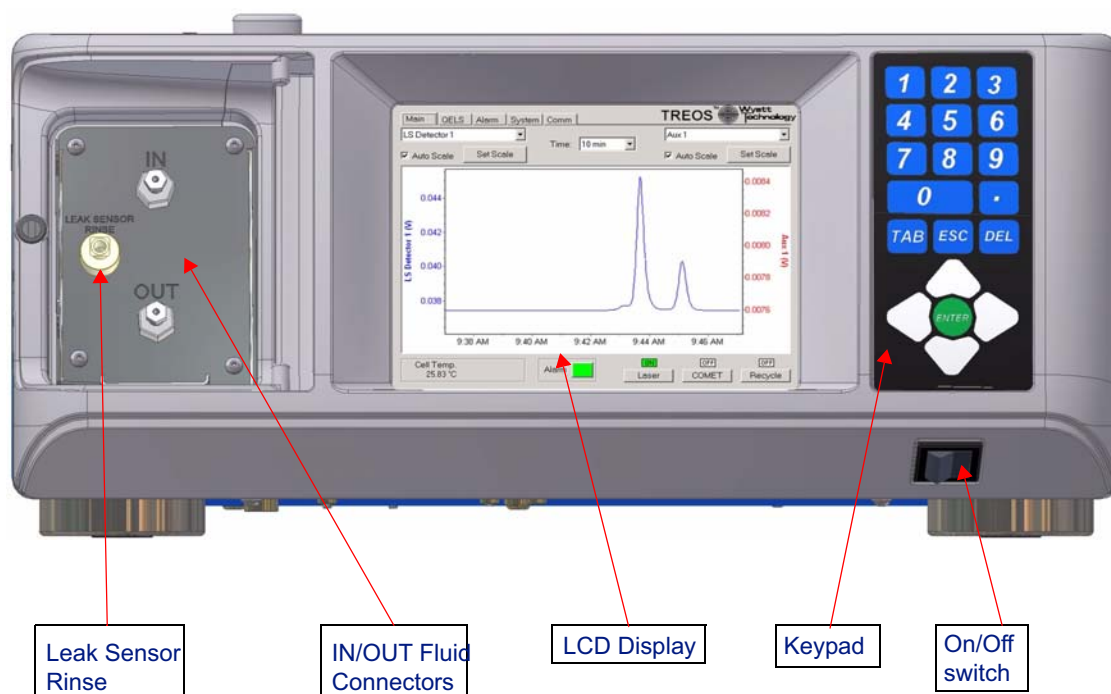 IN
LEAK SENSOR
RINSE
OUT
Main QELS Alarm System Comm
TREOS™ Wyatt Technology
LS Detector 1
Time: 10 min
Aux 1
Auto Scale Set Scale
Auto Scale Set Scale
LS Detector 1 (V)
0.044
0.042
0.040
0.038
0.0084
0.0082
0.0080
0.0078
0.0076
Aux 1 (V)
9:38 AM 9:40 AM 9:42 AM 9:44 AM 9:46 AM
Cell Temp.
25.83 °C
Alarm
ON
Laser
OFF
COMET
OFF
Recycle
1 2 3
4 5 6
7 8 9
0 .
TAB ESC DEL
ENTER
Leak Sensor
Rinse
IN/OUT Fluid
Connectors
LCD Display
Keypad
On/Off
switch